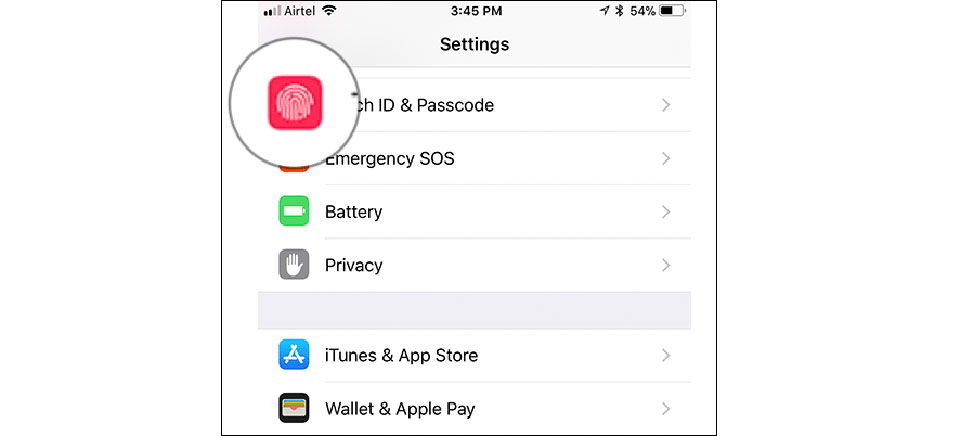 Airtel 3:45 PM 54%
Settings
ch ID & Passcode
Emergency SOS
Battery
Privacy
iTunes & App Store
Wallet & Apple Pay